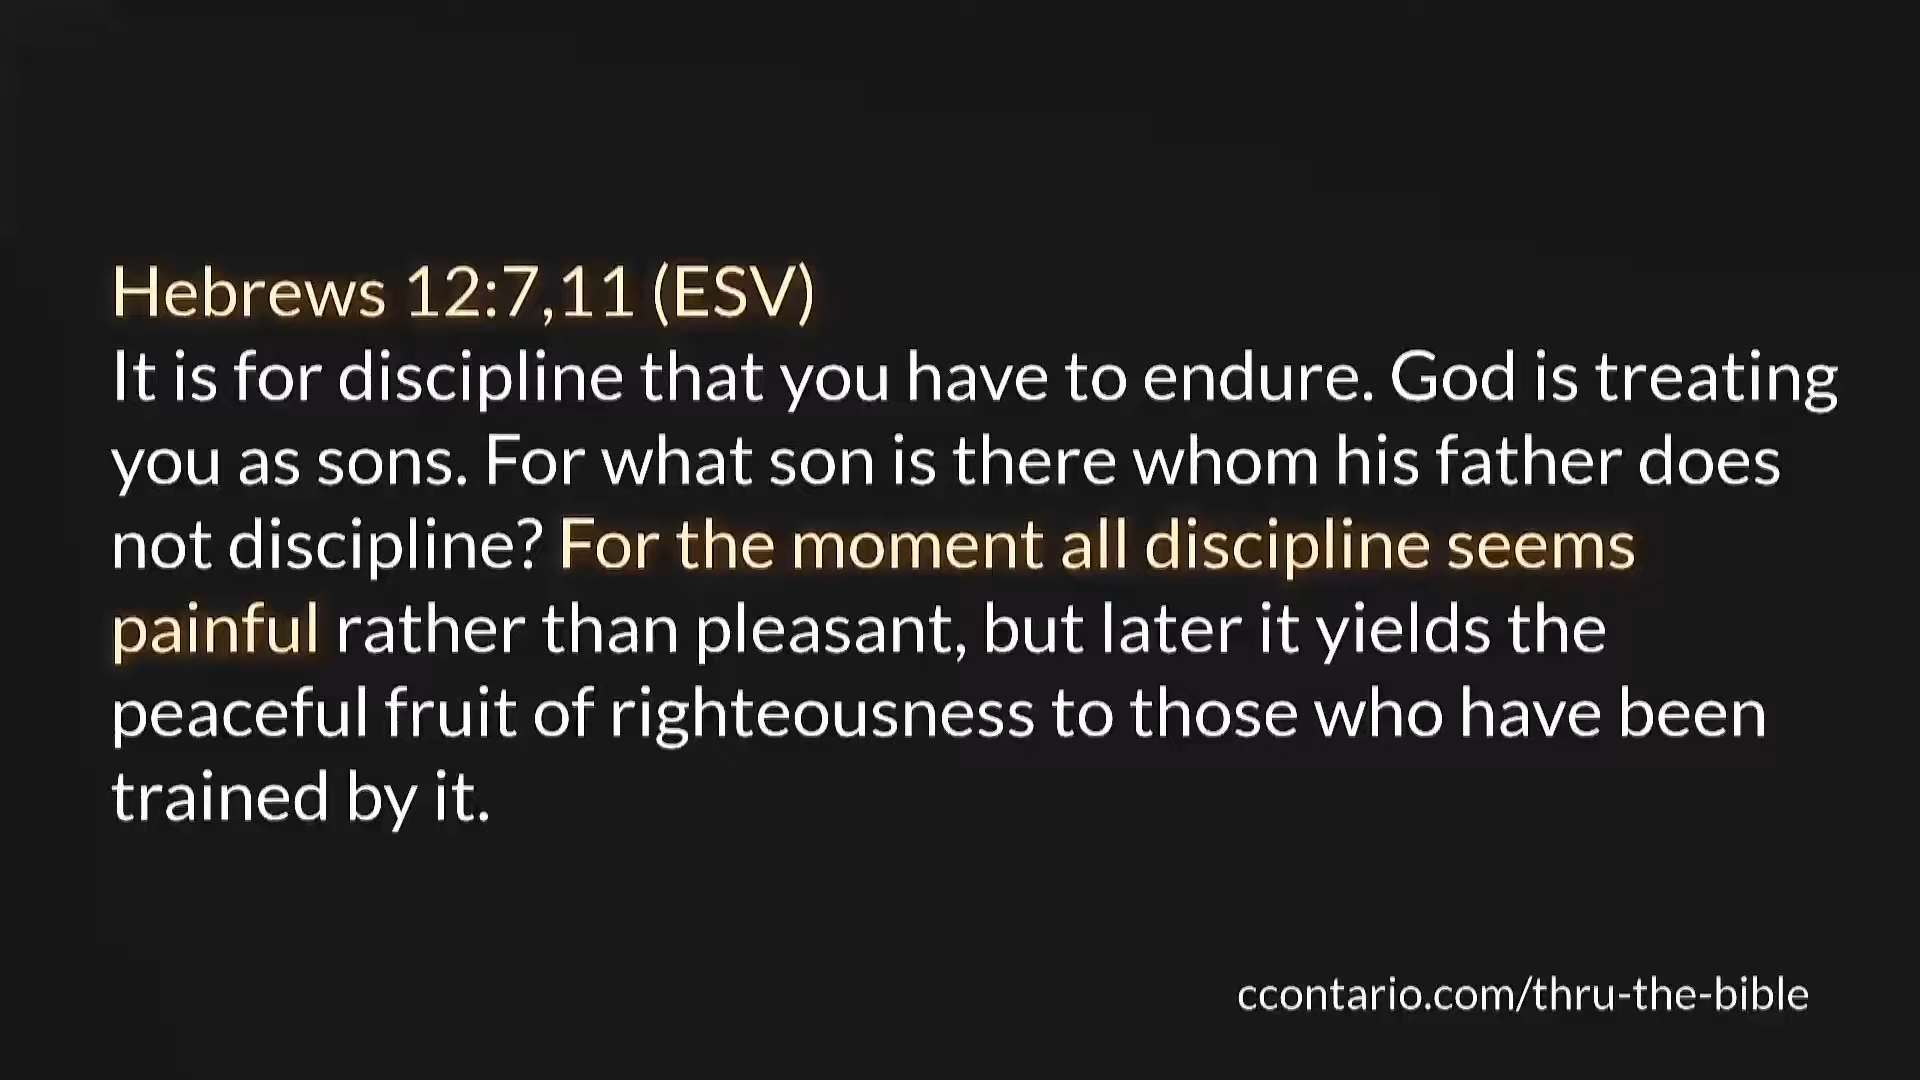 Hebrews 12:7,11 (ESV)
It is for discipline that you have to endure. God is treating
you as sons. For what son is there whom his father does
not discipline? For the moment all discipline seems
painful rather than pleasant, but later it yields the
peaceful fruit of righteousness to those who have been
trained by it.
ccontario.com/thru-the-bible